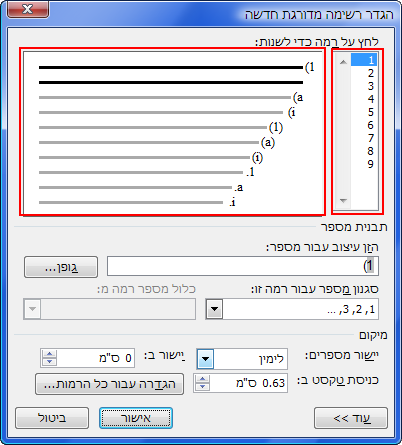 הגדר רשימה מדורגת חדשה
לחץ על רמה כדי לשנות:
1
2
3
4
5
6
7
8
9
1)
a)
i)
(1)
(a)
(i)
1.
a.
i.
תבנית מספר
הזן עיצוב עבור מספר:
1)
גופן...
סגנון מספר עבור רמה זו:
כלול מספר רמה מ:
1, 2, 3, ...
מיקום
יישור מספרים:
לימין
יישור ב:
0 ס"מ
כניסת טקסט ב:
0.63 ס"מ
הגדרה עבור כל הרמות...
עוד >>
אישור
ביטול